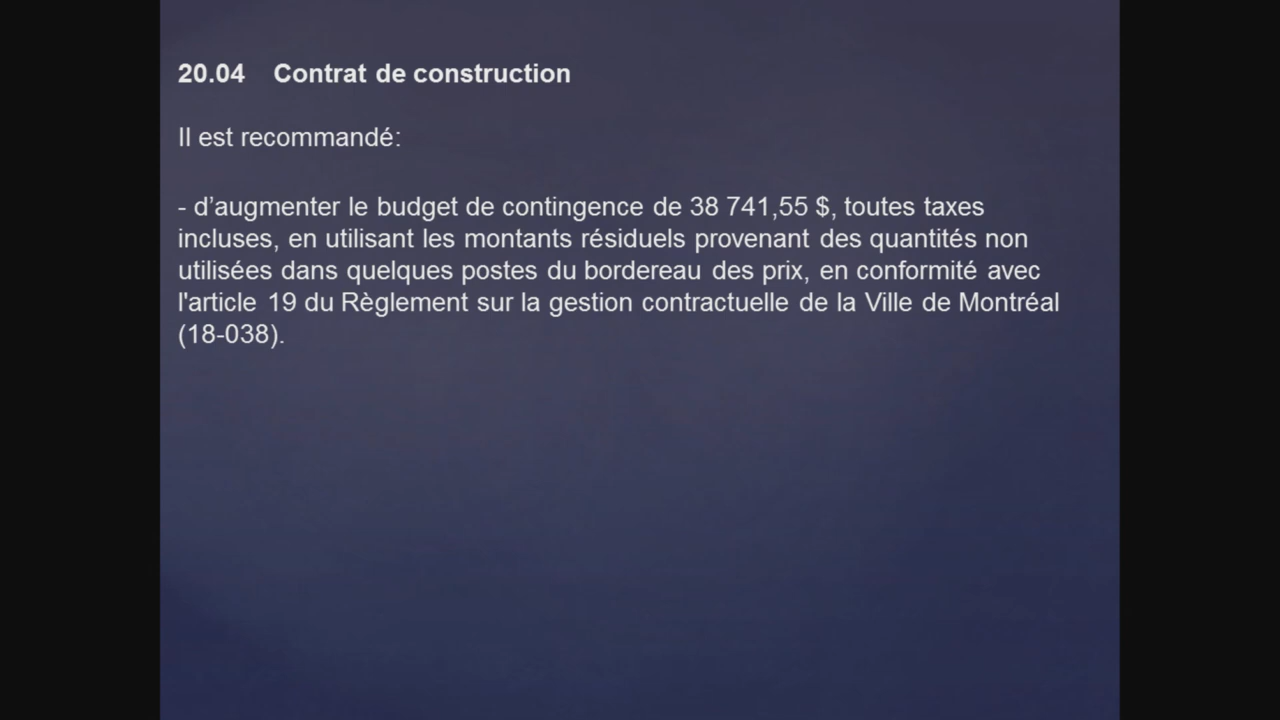 20.04 Contrat de construction
Il est recommandé:
- d’augmenter le budget de contingence de 38 741,55 $, toutes taxes
incluses, en utilisant les montants résiduels provenant des quantités non
utilisées dans quelques postes du bordereau des prix, en conformité avec
l'article 19 du Règlement sur la gestion contractuelle de la Ville de Montréal
(18-038).